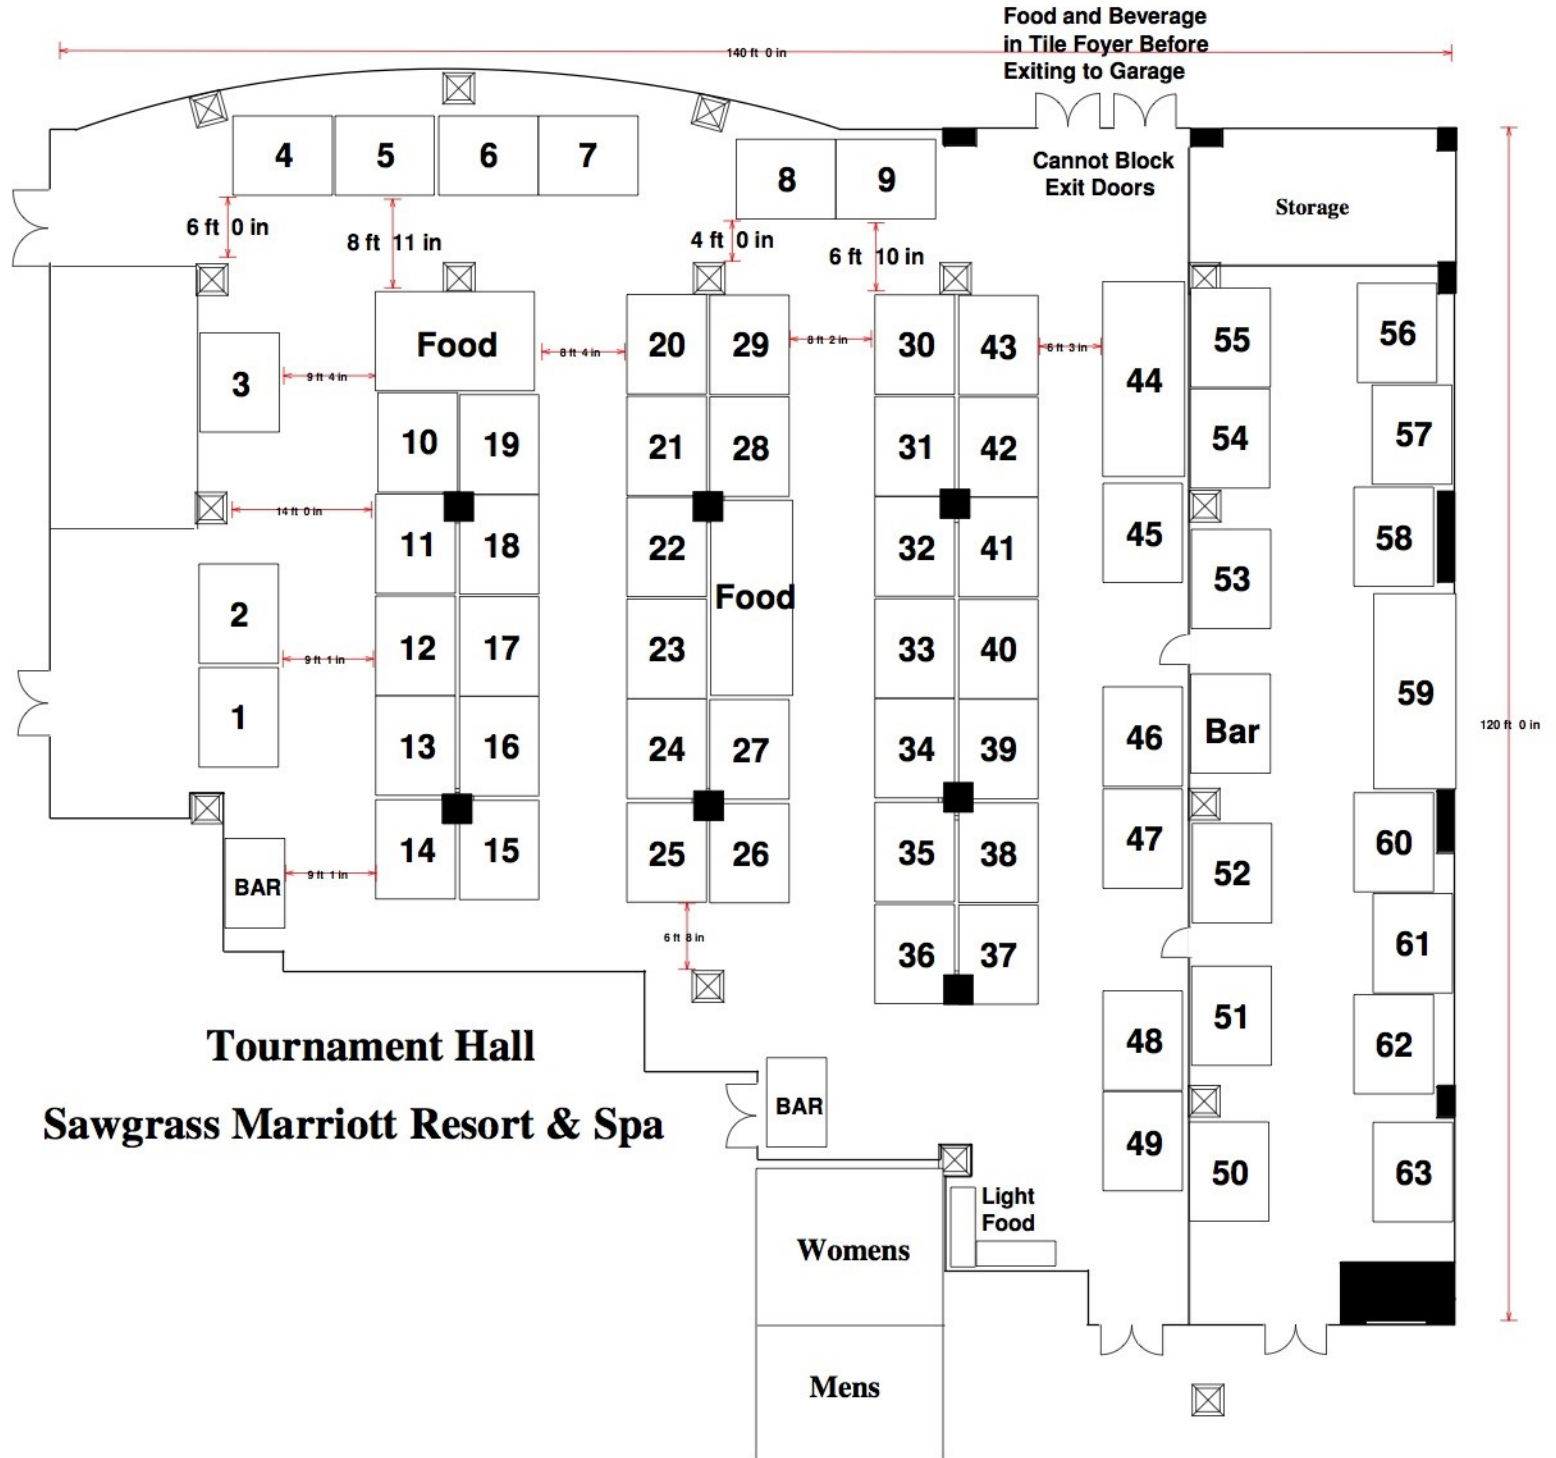 Food and Beverage
in Tile Foyer Before
Exiting to Garage
140 ft 0 in
4 5 6 7
8 9
Cannot Block
Exit Doors
Storage
6 ft 0 in
8 ft 11 in
4 ft 0 in
6 ft 10 in
Food
20 29
30 43
44
55
56
8 ft 4 in
8 ft 2 in
6 ft 3 in
3
9 ft 4 in
10 19
21 28
31 42
54
57
14 ft 0 in
11 18
22
32 41
45
53
58
Food
2
9 ft 1 in
12 17
23
33 40
59
1
13 16
24 27
34 39
46
Bar
120 ft 0 in
14 15
25 26
35 38
47
52
60
BAR
9 ft 1 in
6 ft 8 in
36 37
61
48
51
62
Tournament Hall
Sawgrass Marriott Resort & Spa
BAR
49
50
63
Light
Food
Womens
Mens